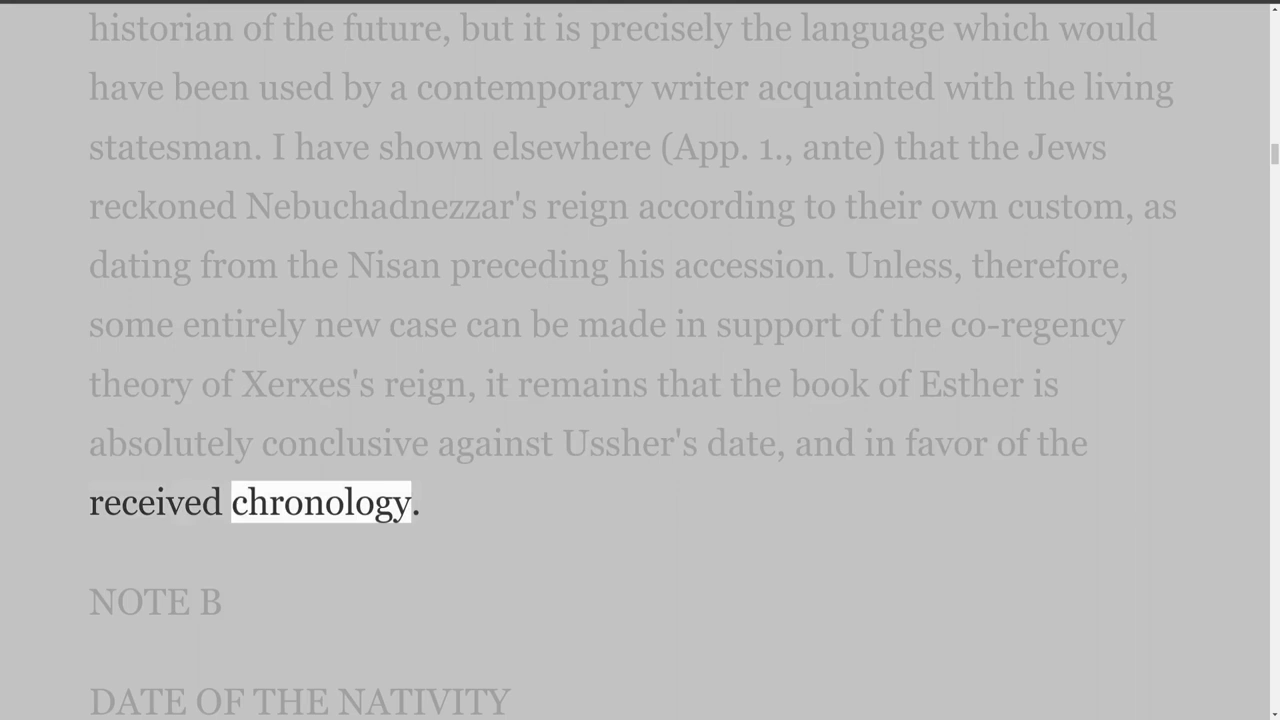 historian of the future, but it is precisely the language which would
have been used by a contemporary writer acquainted with the living
statesman. I have shown elsewhere (App. 1., ante) that the Jews
reckoned Nebuchadnezzar's reign according to their own custom, as
dating from the Nisan preceding his accession. Unless, therefore,
some entirely new case can be made in support of the co-regency
theory of Xerxes's reign, it remains that the book of Esther is
absolutely conclusive against Ussher's date, and in favor of the
received chronology.
NOTE B
DATE OF THE NATIVITY